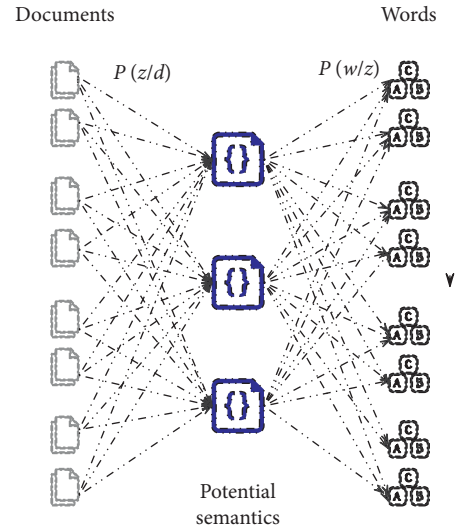 Documents
Words
P (z/d)
P (w/z)
C
A B
C
A B
{}
C
A B
C
A B
{}
C
A B
C
A B
{}
C
A B
C
A B
Potential
semantics